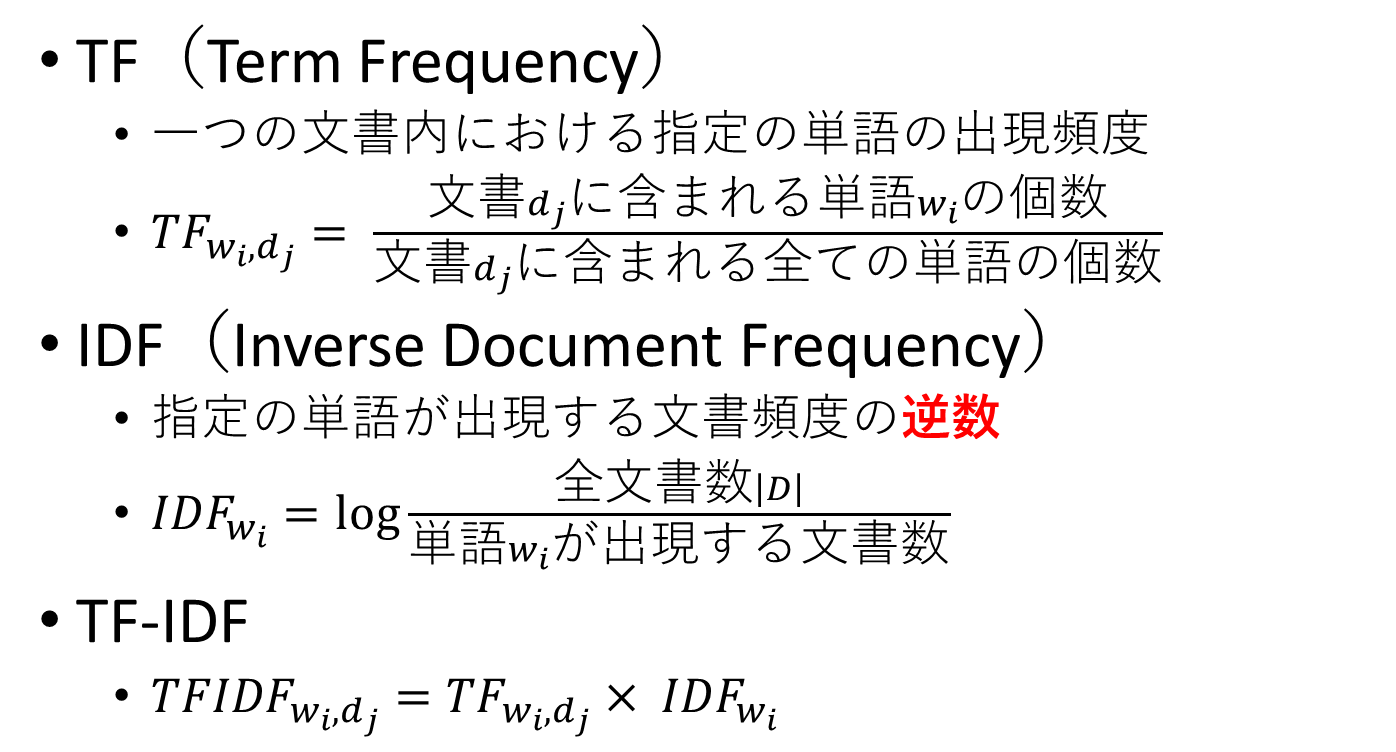 • TF（Term Frequency）
• 一つの文書内における指定の単語の出現頻度
• $TF_{w_i,d_j} = \frac{文書d_jに含まれる単語w_iの個数}{文書d_jに含まれる全ての単語の個数}$
• IDF（Inverse Document Frequency）
• 指定の単語が出現する文書頻度の逆数
• $IDF_{w_i} = \log\frac{全文書数|D|}{単語w_iが出現する文書数}$
• TF-IDF
• $TFIDF_{w_i,d_j} = TF_{w_i,d_j} \times IDF_{w_i}$